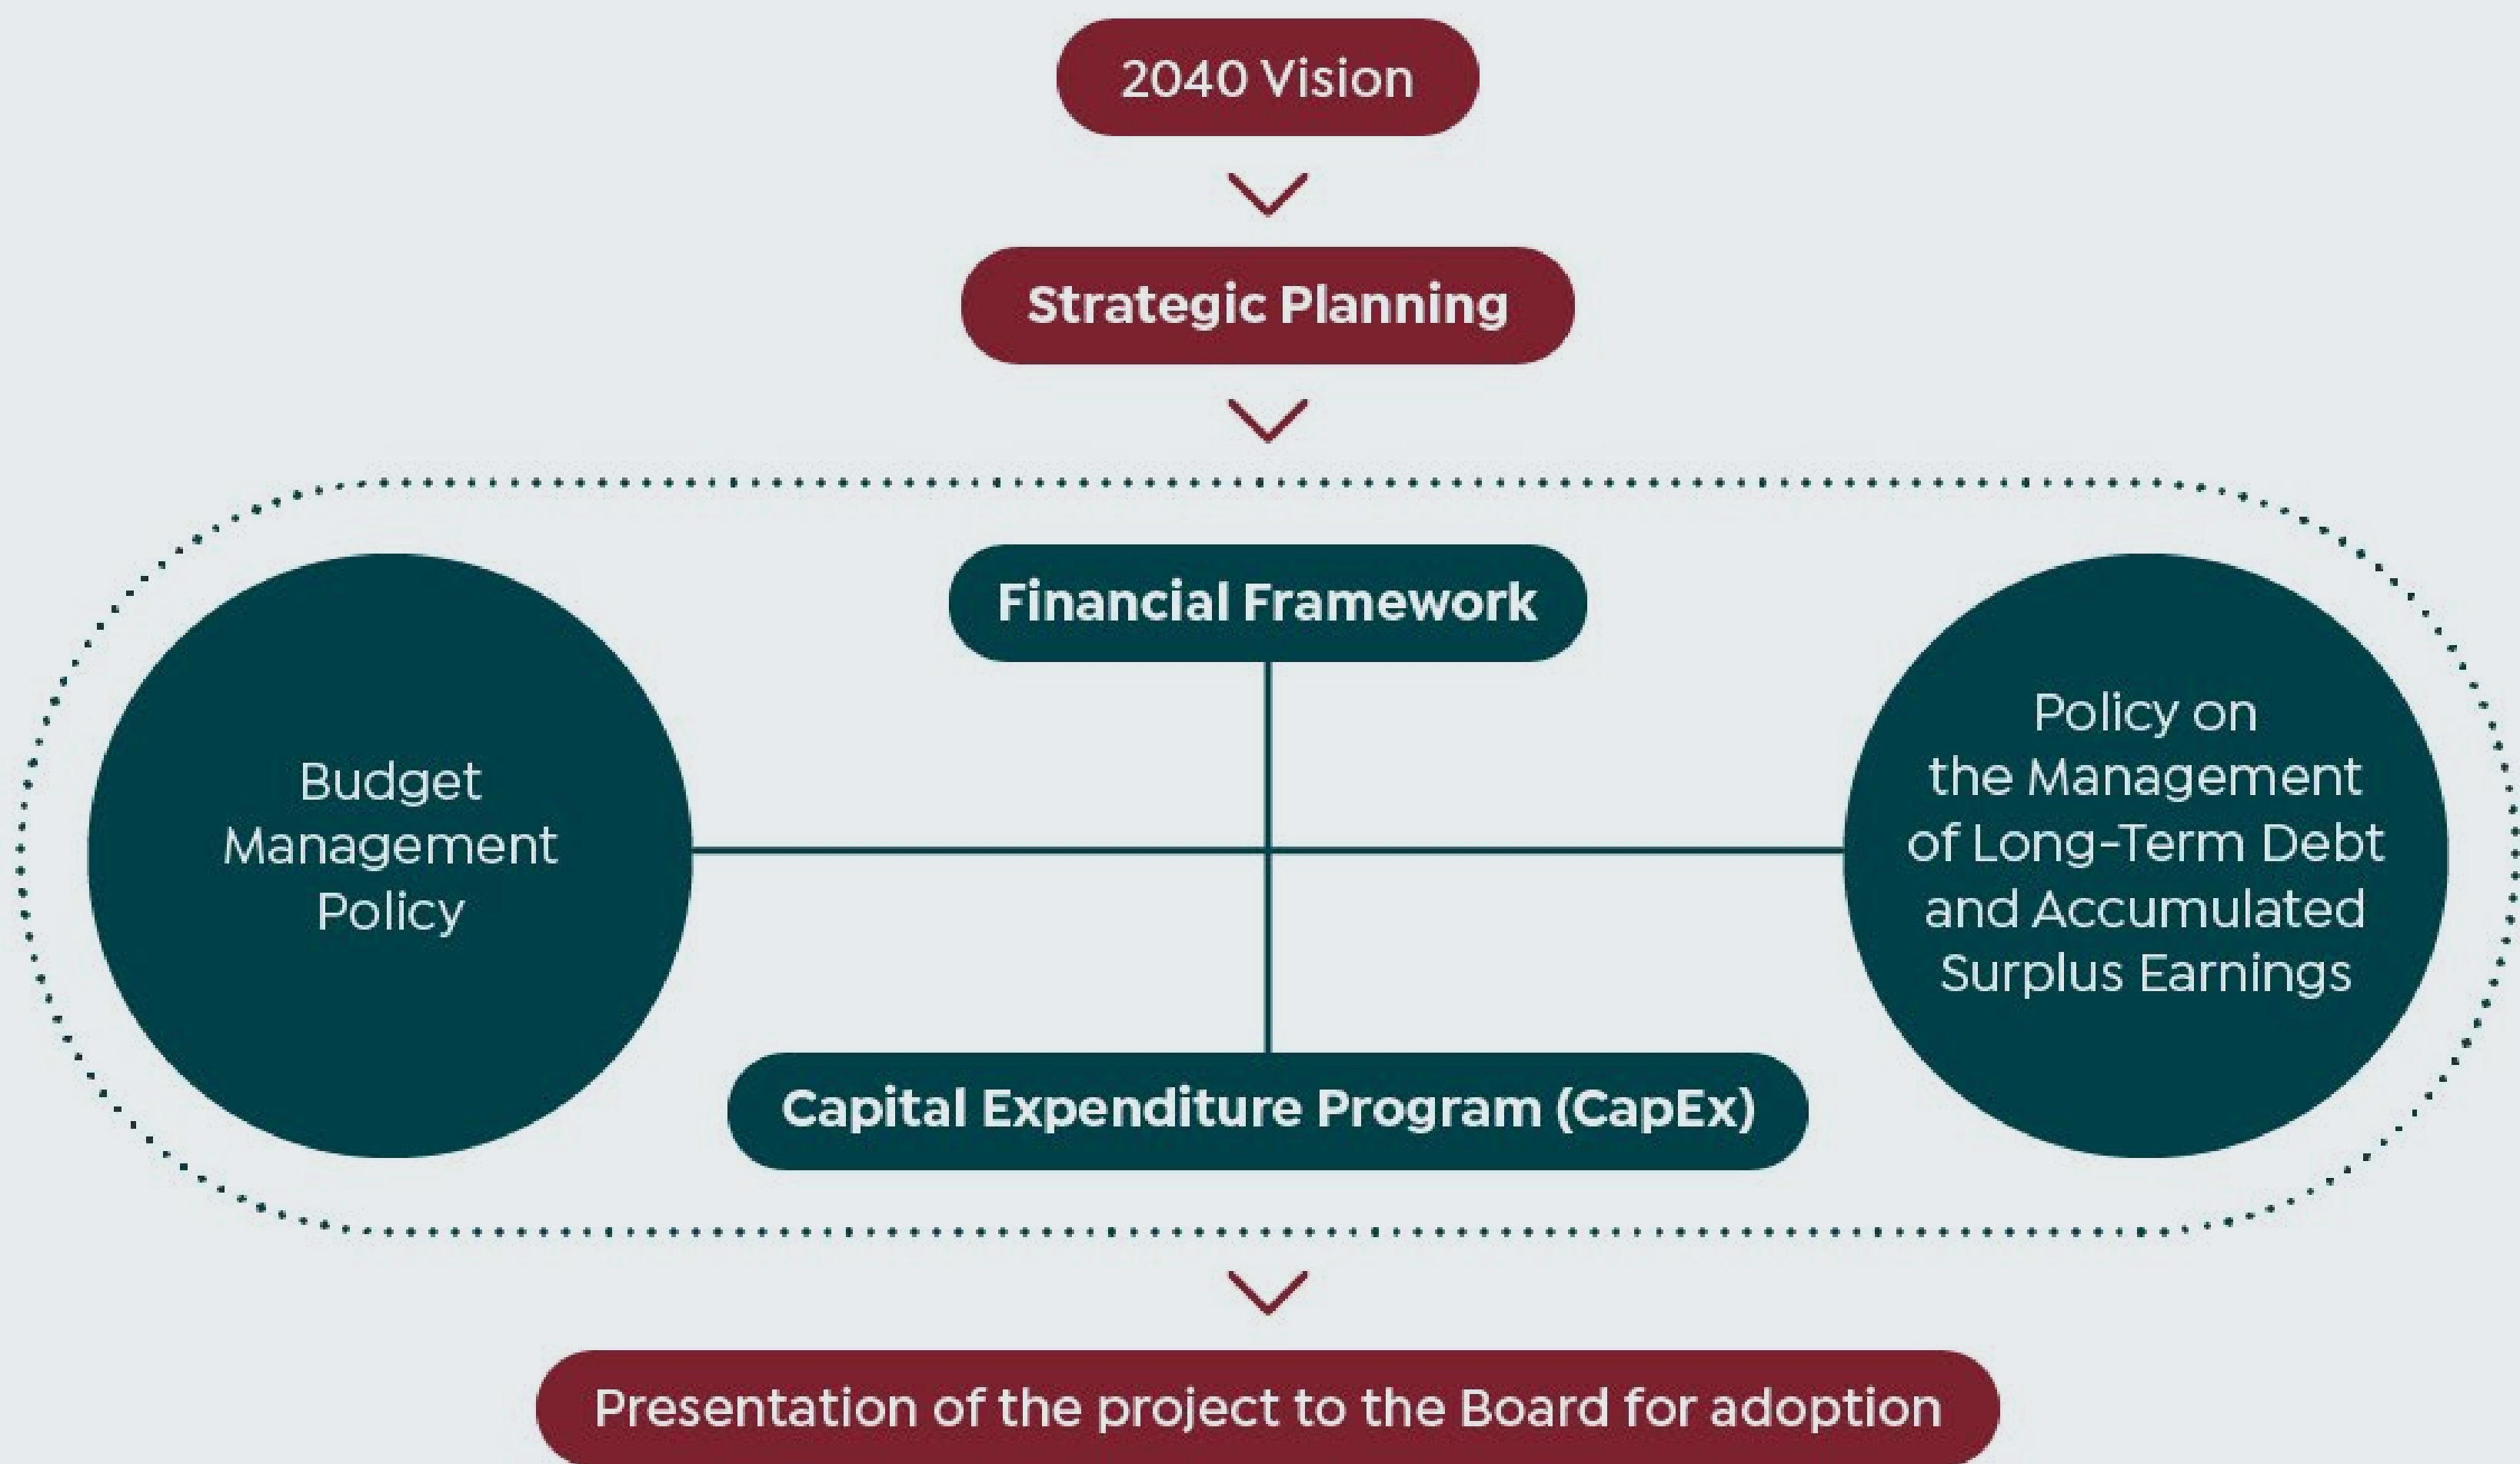 2040 Vision
Strategic Planning
Financial Framework
Budget
Management
Policy
Policy on
the Management
of Long-Term Debt
and Accumulated
Surplus Earnings
Capital Expenditure Program (CapEx)
Presentation of the project to the Board for adoption